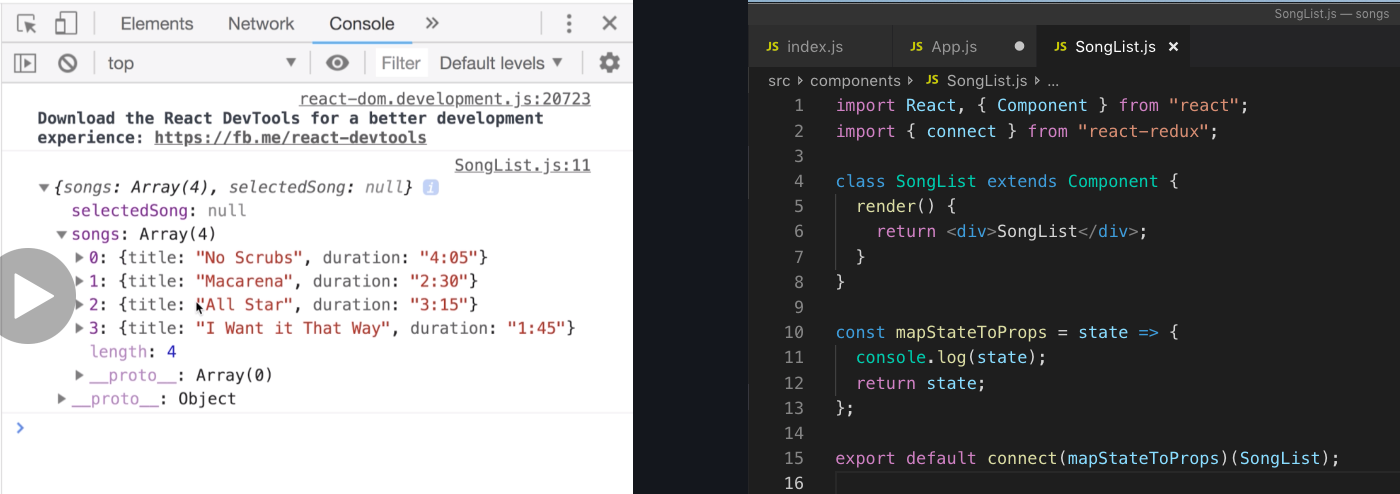 Elements Network Console »
top Filter Default levels
react-dom.development.js:20723
Download the React DevTools for a better development
experience: https://fb.me/react-devtools
SongList.js:11
{songs: Array(4), selectedSong: null} i
selectedSong: null
songs: Array(4)
0: {title: "No Scrubs", duration: "4:05"}
1: {title: "Macarena", duration: "2:30"}
2: {title: "All Star", duration: "3:15"}
3: {title: "I Want it That Way", duration: "1:45"}
length: 4
__proto__: Array(0)
__proto__: Object
SongList.js — songs
JS index.js JS App.js JS SongList.js ×
src components JS SongList.js ...
1 import React, { Component } from "react";
2 import { connect } from "react-redux";
3
4 class SongList extends Component {
5 render() {
6 return <div>SongList</div>;
7 }
8 }
9
10 const mapStateToProps = state => {
11 console.log(state);
12 return state;
13 };
14
15 export default connect(mapStateToProps)(SongList);
16